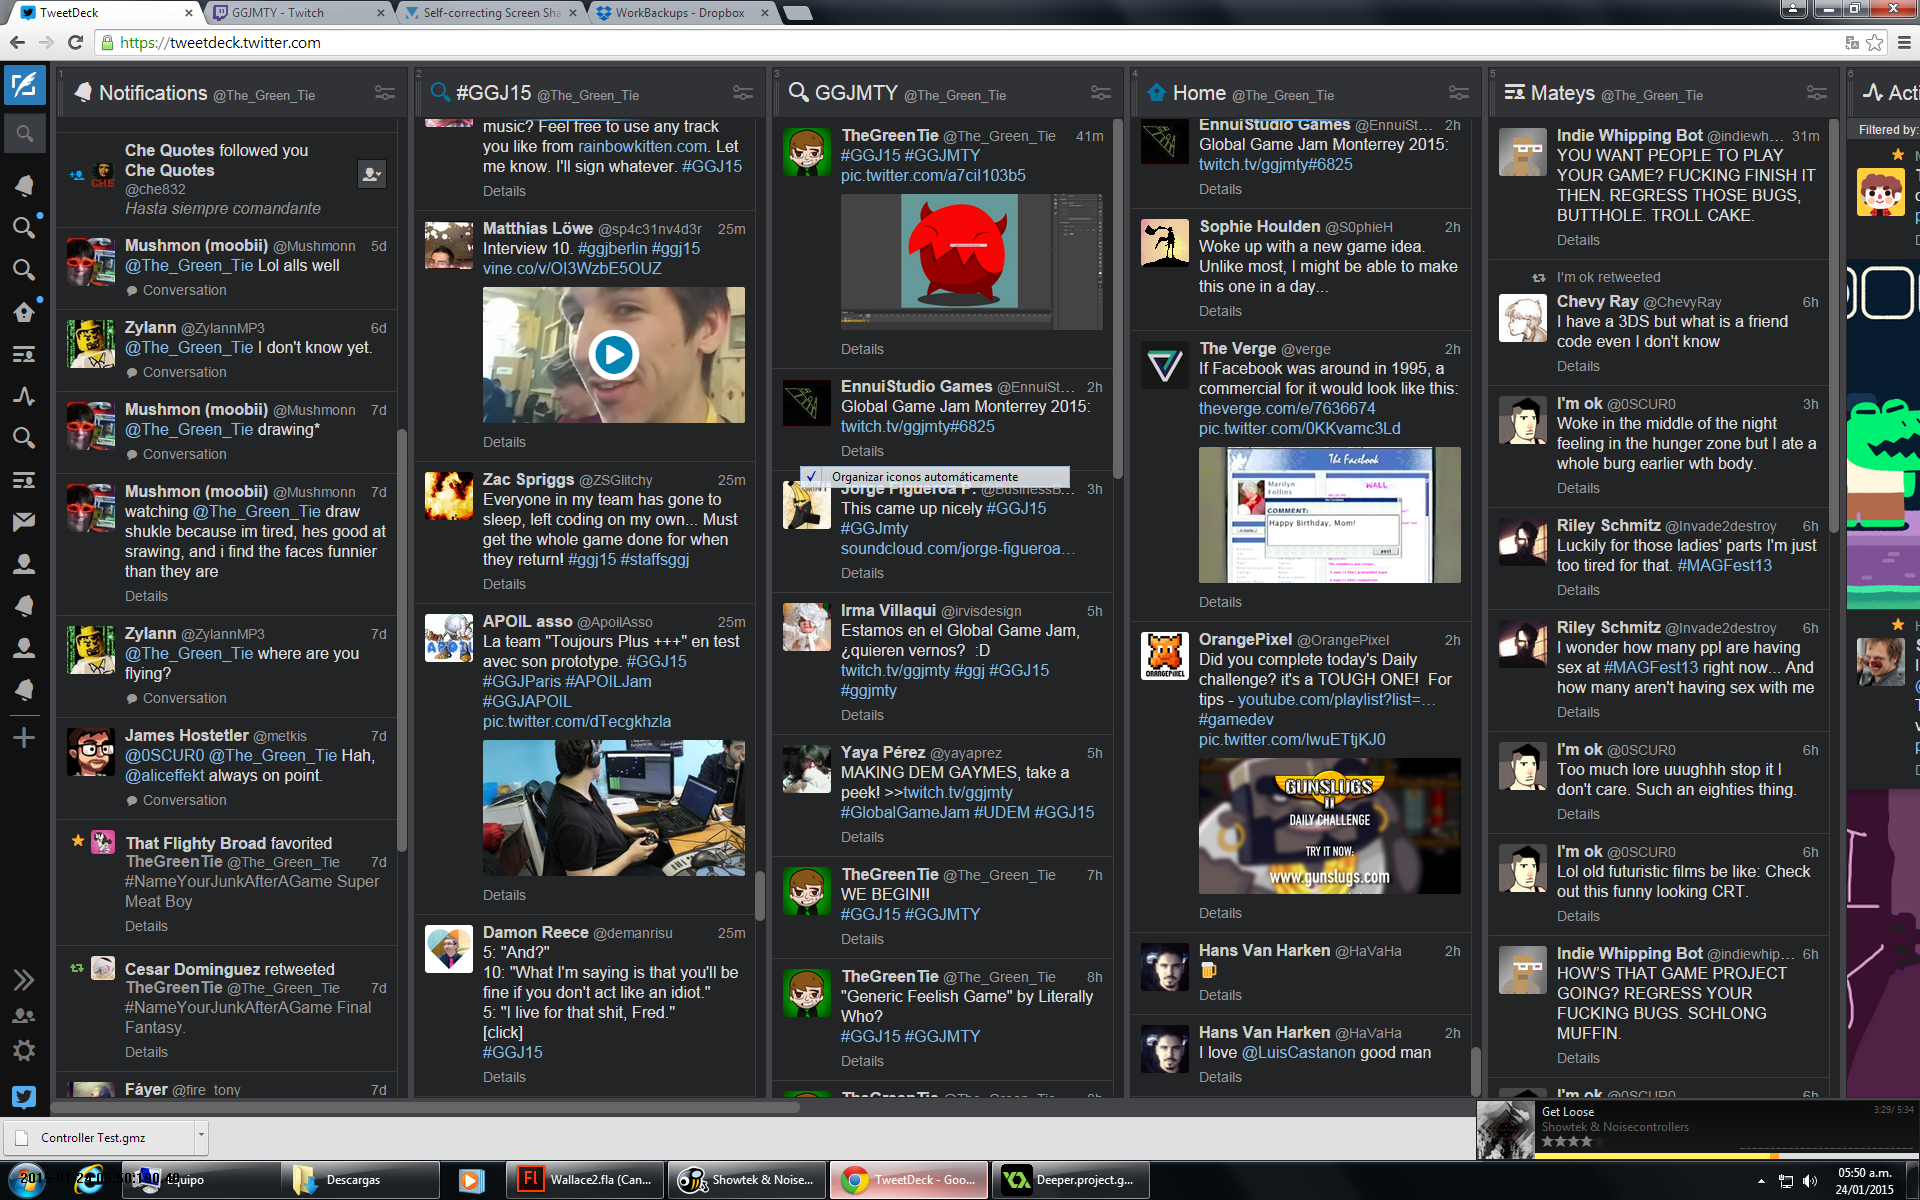 TweetDeck
GGJMTY - Twitch
Self-correcting Screen Sha
WorkBackups - Dropbox
https://tweetdeck.twitter.com
1
Notifications @The_Green_Tie
Che Quotes followed you
Che Quotes
@che832
Hasta siempre comandante
Mushmon (moobii) @Mushmonn 5d
@The_Green_Tie Lol alls well
Conversation
Zylann @ZylannMP3 6d
@The_Green_Tie I don't know yet.
Conversation
Mushmon (moobii) @Mushmonn 7d
@The_Green_Tie drawing*
Conversation
Mushmon (moobii) @Mushmonn 7d
watching @The_Green_Tie draw
shukle because im tired, hes good at
srawing, and i find the faces funnier
than they are
Details
Zylann @ZylannMP3 7d
@The_Green_Tie where are you
flying?
Conversation
James Hostetler @metkis 7d
@0SCUR0 @The_Green_Tie Hah,
@aliceffekt always on point.
Conversation
That Flighty Broad favorited
TheGreenTie @The_Green_Tie 7d
#NameYourJunkAfterAGame Super
Meat Boy
Details
Cesar Dominguez retweeted
TheGreenTie @The_Green_Tie 7d
#NameYourJunkAfterAGame Final
Fantasy.
Details
Fáyer @fire_tony 7d
2
#GGJ15 @The_Green_Tie
music? Feel free to use any track
you like from rainbowkitten.com. Let
me know. I'll sign whatever. #GGJ15
Details
Matthias Löwe @sp4c31nv4d3r 25m
Interview 10. #ggjberlin #ggj15
vine.co/v/OI3WzbE5OUZ
Details
Zac Spriggs @ZSGlitchy 25m
Everyone in my team has gone to
sleep, left coding on my own... Must
get the whole game done for when
they return! #ggj15 #staffsggj
Details
APOIL asso @ApoilAsso 25m
La team "Toujours Plus +++" en test
avec son prototype. #GGJ15
#GGJParis #APOILJam
#GGJAPOIL
pic.twitter.com/dTecgkhzla
Details
Damon Reece @demanrisu 25m
5: "And?"
10: "What I'm saying is that you'll be
fine if you don't act like an idiot."
5: "I live for that shit, Fred."
[click]
#GGJ15
Details
3
GGJMTY @The_Green_Tie
TheGreenTie @The_Green_Tie 41m
#GGJ15 #GGJMTY
pic.twitter.com/a7ciI103b5
Details
EnnuiStudio Games @EnnuiSt... 2h
Global Game Jam Monterrey 2015:
twitch.tv/ggjmty#6825
Details
Organizar iconos automáticamente
Jorge Figueroa P. @BusinessB... 3h
This came up nicely #GGJ15
#GGJmty
soundcloud.com/jorge-figueroa...
Details
Irma Villaqui @irvisdesign 5h
Estamos en el Global Game Jam,
¿quieren vernos? :D
twitch.tv/ggjmty #ggj #GGJ15
#ggjmty
Details
Yaya Pérez @yayaprez 5h
MAKING DEM GAYMES, take a
peek! >>twitch.tv/ggjmty
#GlobalGameJam #UDEM #GGJ15
Details
TheGreenTie @The_Green_Tie 7h
WE BEGIN!!
#GGJ15 #GGJMTY
Details
TheGreenTie @The_Green_Tie 8h
"Generic Feelish Game" by Literally
Who?
#GGJ15 #GGJMTY
Details
TheGreenTie @The_Green_Tie 8h
4
Home @The_Green_Tie
EnnuiStudio Games @EnnuiSt... 2h
Global Game Jam Monterrey 2015:
twitch.tv/ggjmty#6825
Details
Sophie Houlden @S0phieH 2h
Woke up with a new game idea.
Unlike most, I might be able to make
this one in a day...
Details
The Verge @verge 2h
If Facebook was around in 1995, a
commercial for it would look like this:
theverge.com/e/7636674
pic.twitter.com/0KKvamc3Ld
The Facebook
Marilyn
Follins
WALL
COMMENT:
Happy Birthday, Mom!
post
Details
OrangePixel @OrangePixel 2h
ORANGEPIXEL
Did you complete today's Daily
challenge? it's a TOUGH ONE! For
tips - youtube.com/playlist?list=...
#gamedev
pic.twitter.com/lwuETtjKJ0
GUNSLUGS
II
DAILY CHALLENGE
TRY IT NOW:
www.gunslugs.com
Details
Hans Van Harken @HaVaHa 2h
Details
Hans Van Harken @HaVaHa 2h
I love @LuisCastanon good man
Details
5
Mateys @The_Green_Tie
Indie Whipping Bot @indiewh... 31m
YOU WANT PEOPLE TO PLAY
YOUR GAME? FUCKING FINISH IT
THEN. REGRESS THOSE BUGS,
BUTTHOLE. TROLL CAKE.
Details
I'm ok retweeted
Chevy Ray @ChevyRay 6h
I have a 3DS but what is a friend
code even I don't know
Details
I'm ok @0SCUR0 3h
Woke in the middle of the night
feeling in the hunger zone but I ate a
whole burg earlier wth body.
Details
Riley Schmitz @Invade2destroy 6h
Luckily for those ladies' parts I'm just
too tired for that. #MAGFest13
Details
Riley Schmitz @Invade2destroy 6h
I wonder how many ppl are having
sex at #MAGFest13 right now... And
how many aren't having sex with me
Details
I'm ok @0SCUR0 6h
Too much lore uuughhh stop it I
don't care. Such an eighties thing.
Details
I'm ok @0SCUR0 6h
Lol old futuristic films be like: Check
out this funny looking CRT.
Details
Indie Whipping Bot @indiewhip... 6h
HOW'S THAT GAME PROJECT
GOING? REGRESS YOUR
FUCKING BUGS. SCHLONG
MUFFIN.
Details
I'm ok @0SCUR0 6h
6
Acti
Filtered by:
Controller Test.gmz
Get Loose
Showtek & Noisecontrollers
3:29/ 5:34
Equipo
Descargas
Wallace2.fla (Can...
Showtek & Noise...
TweetDeck - Goo...
Deeper.project.g...
05:50 a.m.
24/01/2015